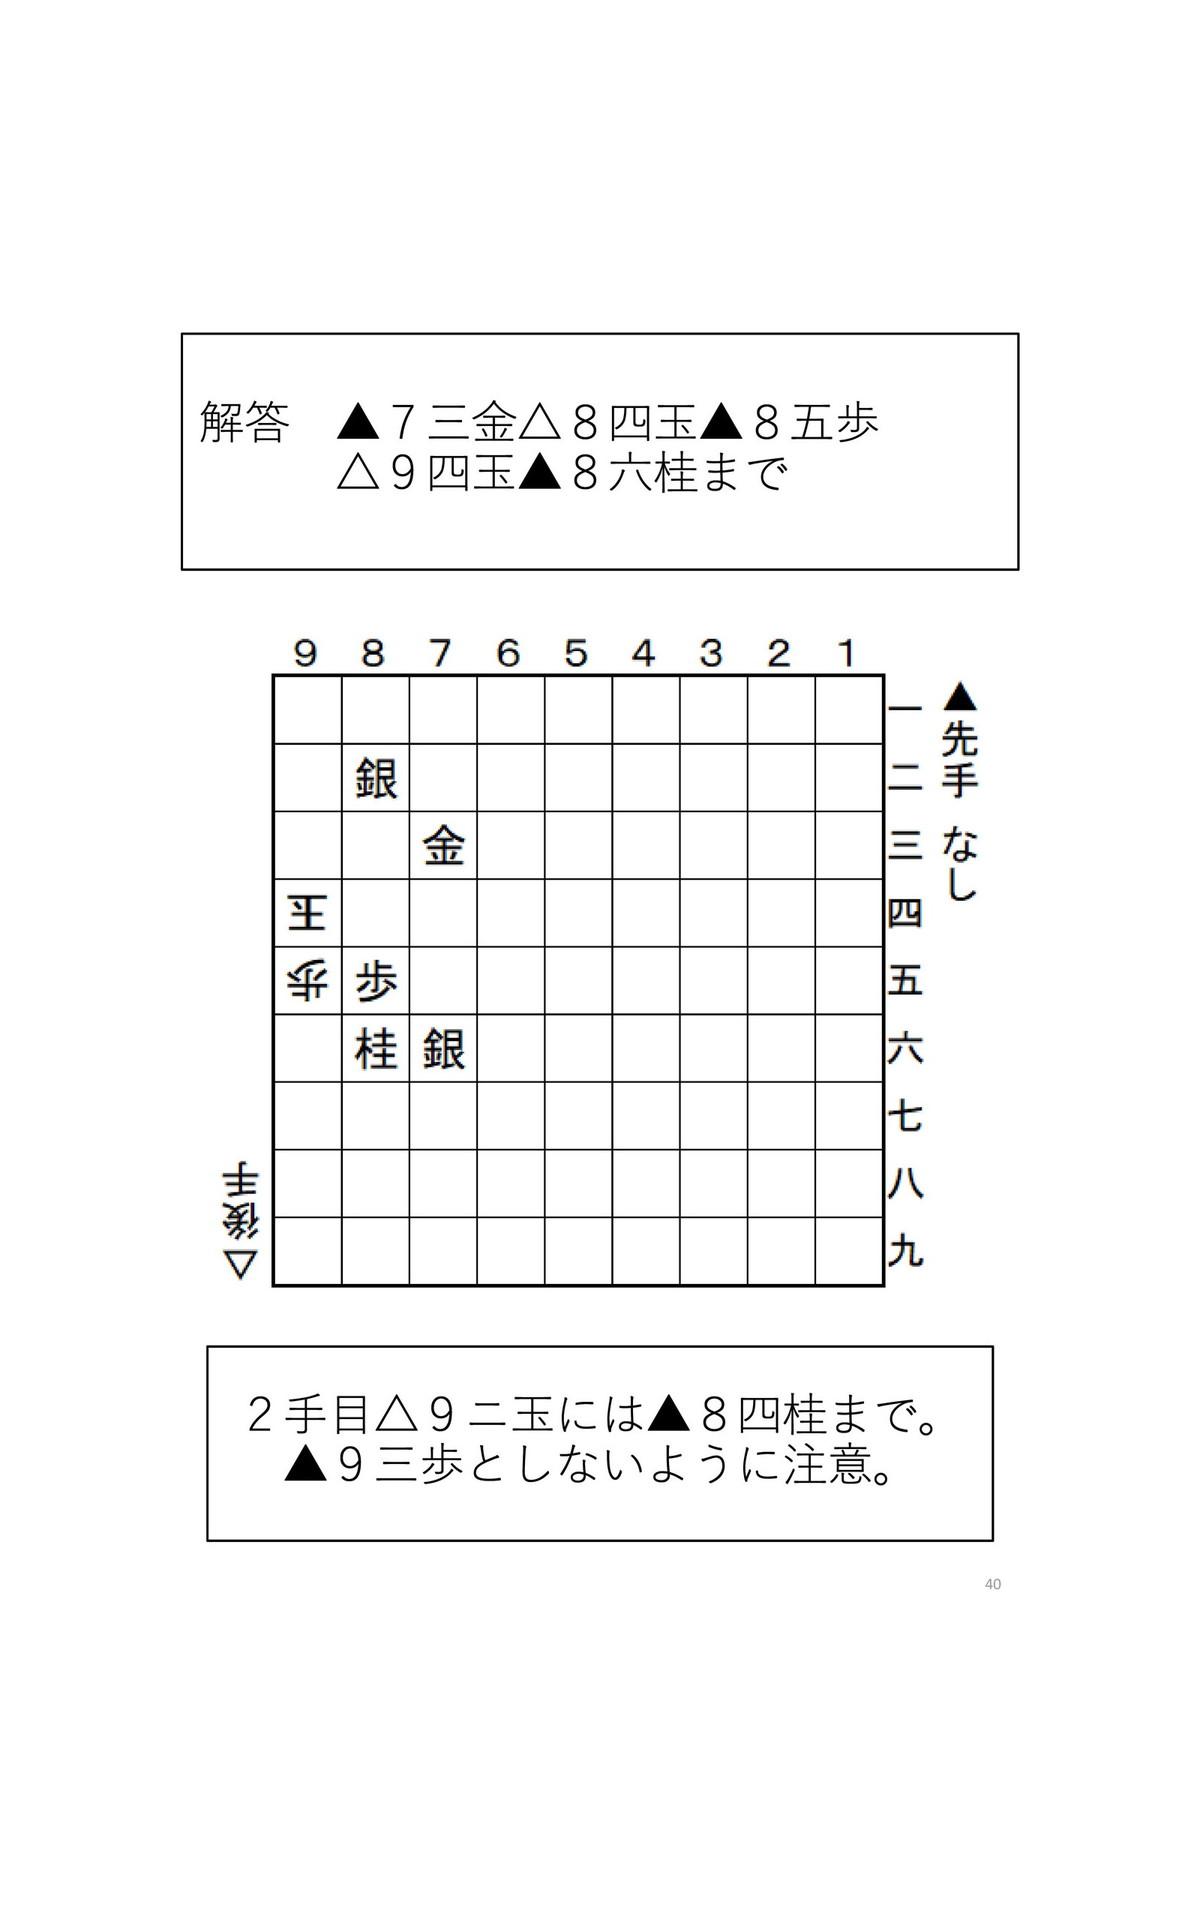 解答　▲７三金△８四玉▲８五歩
△９四玉▲８六桂まで
9 8 7 6 5 4 3 2 1
一
銀 二
金 三
王 四
歩 歩 五
桂 銀 六
七
八
九
▲先手 なし
△後手
２手目△９ニ玉には▲８四桂まで。
▲９三歩としないように注意。
40